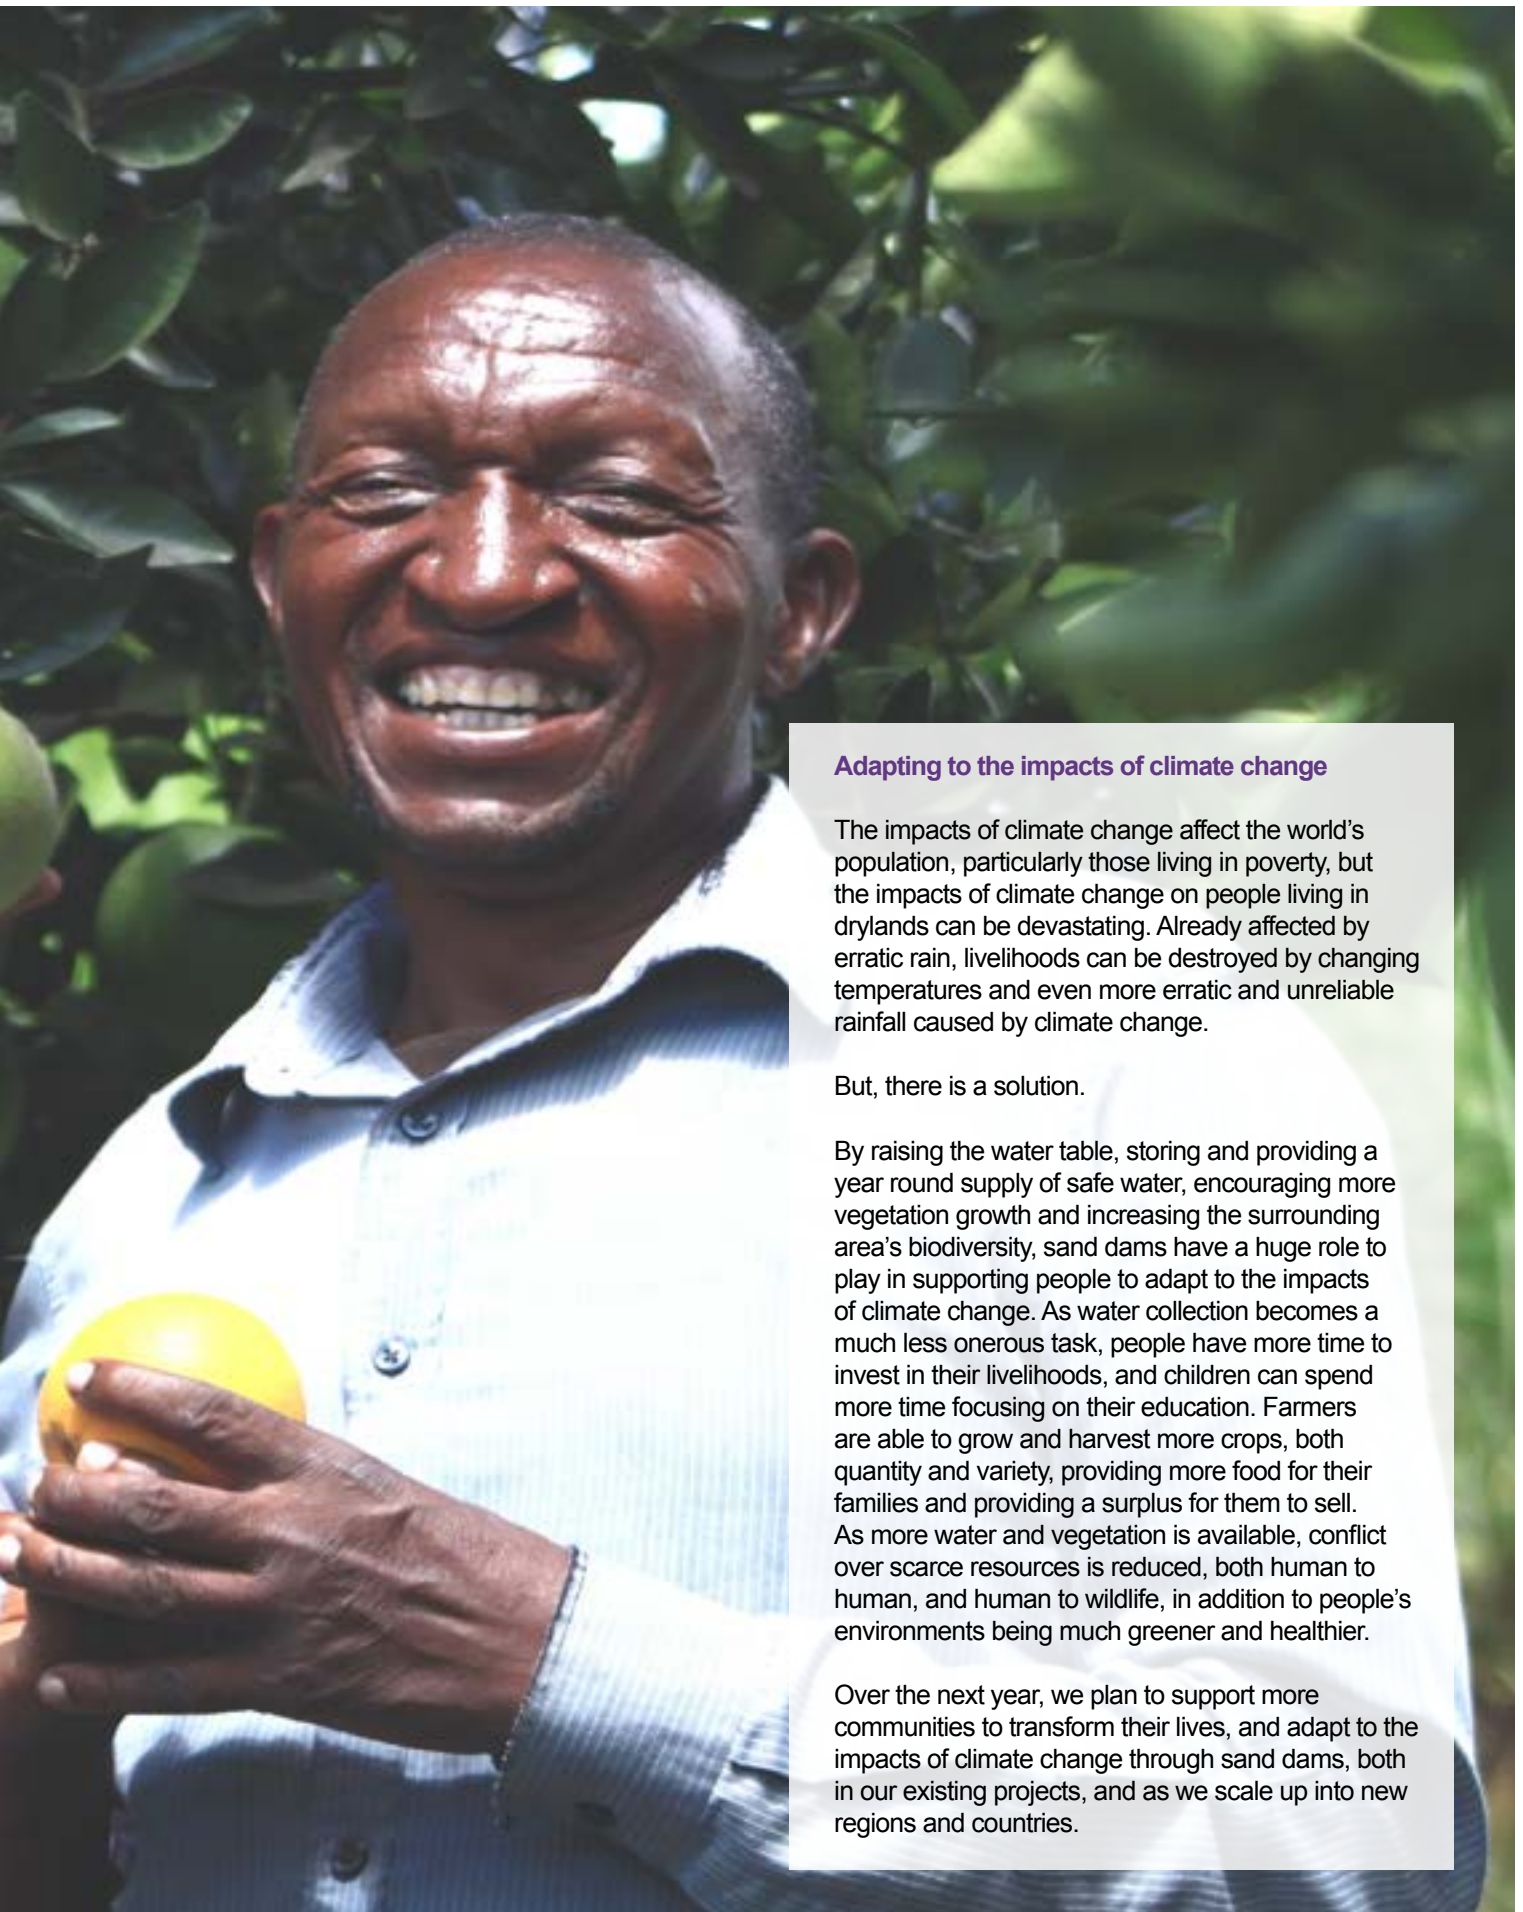 Adapting to the impacts of climate change
The impacts of climate change affect the world’s
population, particularly those living in poverty, but
the impacts of climate change on people living in
drylands can be devastating. Already affected by
erratic rain, livelihoods can be destroyed by changing
temperatures and even more erratic and unreliable
rainfall caused by climate change.
But, there is a solution.
By raising the water table, storing and providing a
year round supply of safe water, encouraging more
vegetation growth and increasing the surrounding
area’s biodiversity, sand dams have a huge role to
play in supporting people to adapt to the impacts
of climate change. As water collection becomes a
much less onerous task, people have more time to
invest in their livelihoods, and children can spend
more time focusing on their education. Farmers
are able to grow and harvest more crops, both
quantity and variety, providing more food for their
families and providing a surplus for them to sell.
As more water and vegetation is available, conflict
over scarce resources is reduced, both human to
human, and human to wildlife, in addition to people’s
environments being much greener and healthier.
Over the next year, we plan to support more
communities to transform their lives, and adapt to the
impacts of climate change through sand dams, both
in our existing projects, and as we scale up into new
regions and countries.